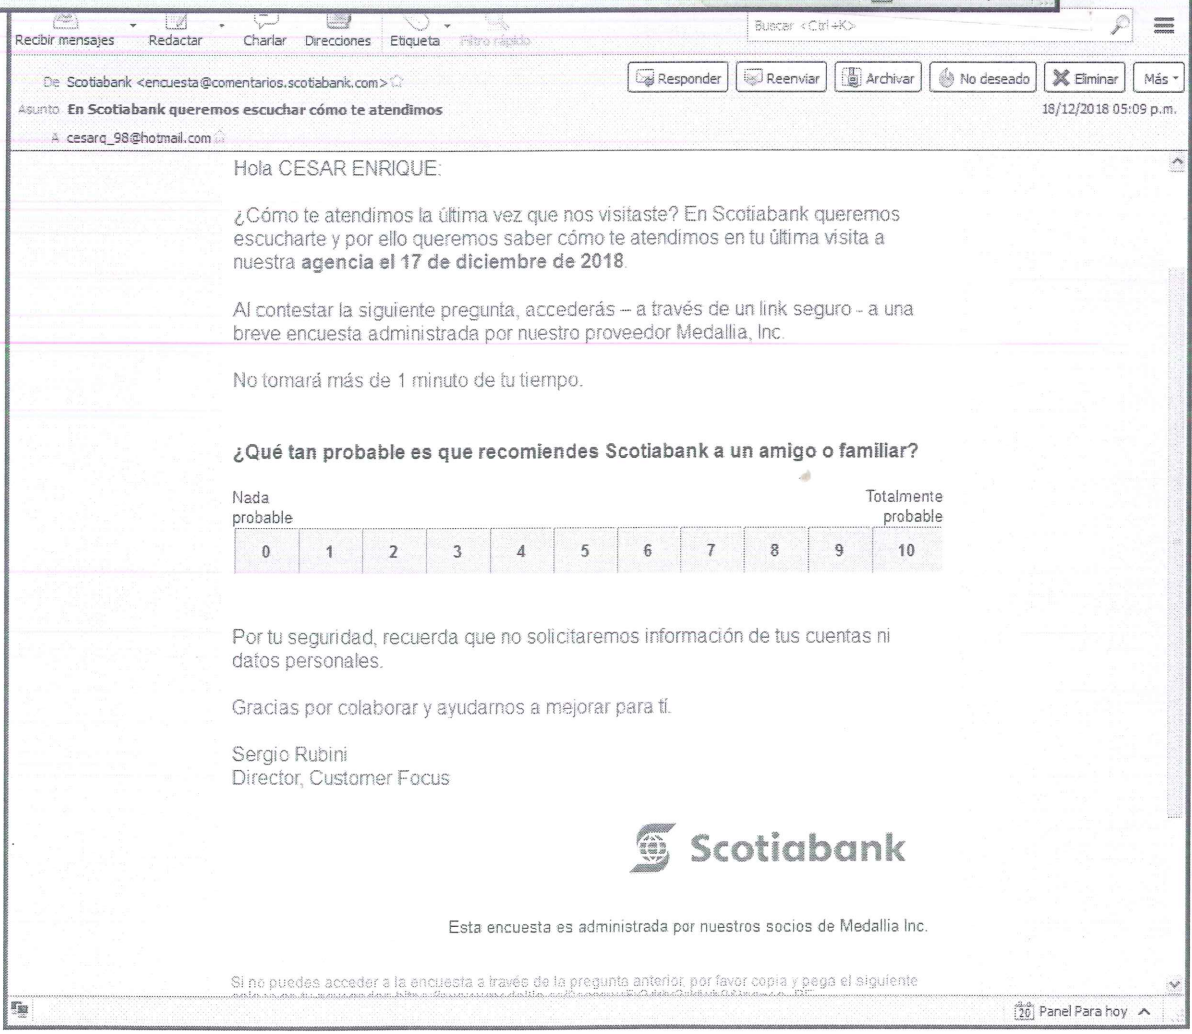 Buscar <Ctrl+K>
Recibir mensajes Redactar Charlar Direcciones Etiqueta Filtro rápido
De Scotiabank <encuesta@comentarios.scotiabank.com>
Responder Reenviar Archivar No deseado Eliminar Más
Asunto En Scotiabank queremos escuchar cómo te atendimos
18/12/2018 05:09 p.m.
A cesarq_98@hotmail.com
Hola CESAR ENRIQUE:
¿Cómo te atendimos la última vez que nos visitaste? En Scotiabank queremos
escucharte y por ello queremos saber cómo te atendimos en tu última visita a
nuestra agencia el 17 de diciembre de 2018.
Al contestar la siguiente pregunta, accederás – a través de un link seguro - a una
breve encuesta administrada por nuestro proveedor Medallia, Inc.
No tomará más de 1 minuto de tu tiempo.
¿Qué tan probable es que recomiendes Scotiabank a un amigo o familiar?
Nada
probable
Totalmente
probable
0 1 2 3 4 5 6 7 8 9 10
Por tu seguridad, recuerda que no solicitaremos información de tus cuentas ni
datos personales.
Gracias por colaborar y ayudarnos a mejorar para tí.
Sergio Rubini
Director, Customer Focus
Scotiabank
Esta encuesta es administrada por nuestros socios de Medallia Inc.
Si no puedes acceder a la encuesta a través de la pregunta anterior, por favor copia y pega el siguiente
20 Panel Para hoy